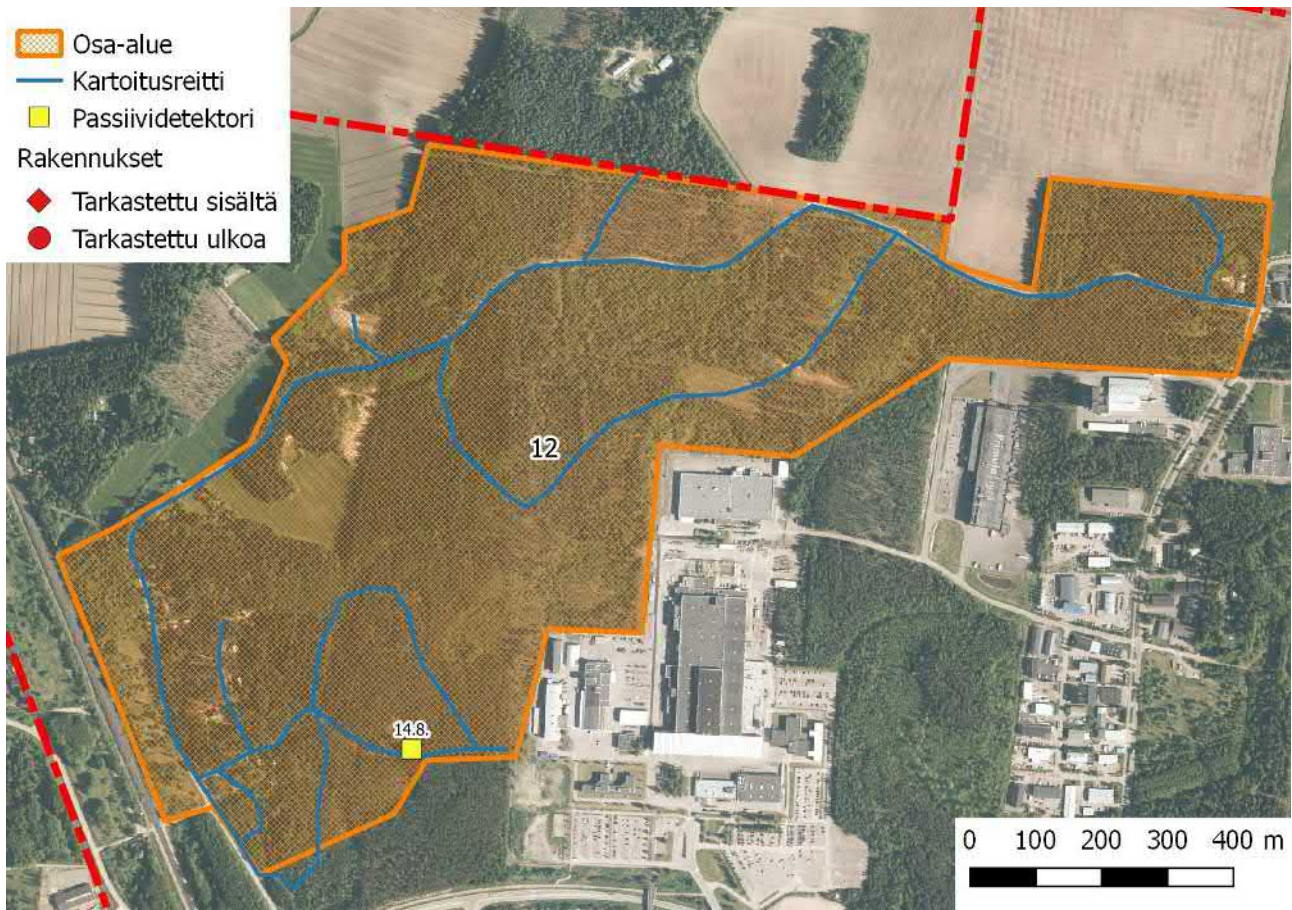 Osa-alue
Kartoitusreitti
Passiividetektori
Rakennukset
Tarkastettu sisältä
Tarkastettu ulkoa
12
14.8.
0 100 200 300 400 m